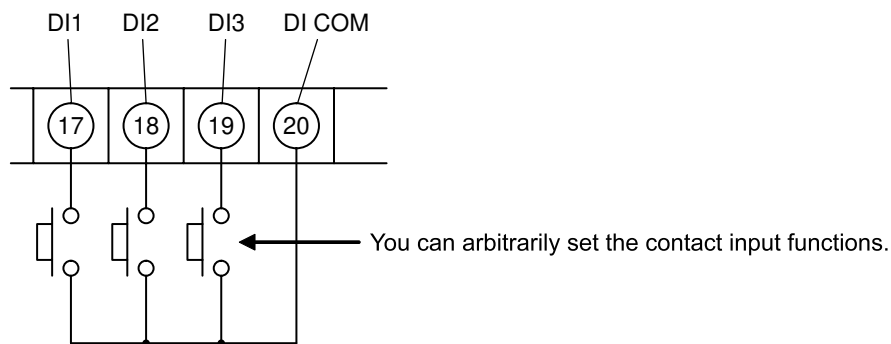 DI1 DI2 DI3 DI COM
17 18 19 20
You can arbitrarily set the contact input functions.